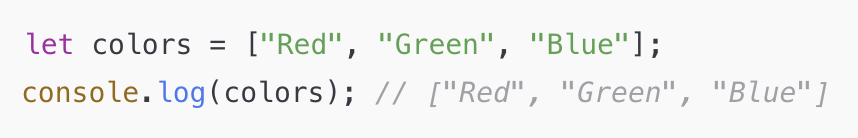 let colors = ["Red", "Green", "Blue"];
console.log(colors); // ["Red", "Green", "Blue"]